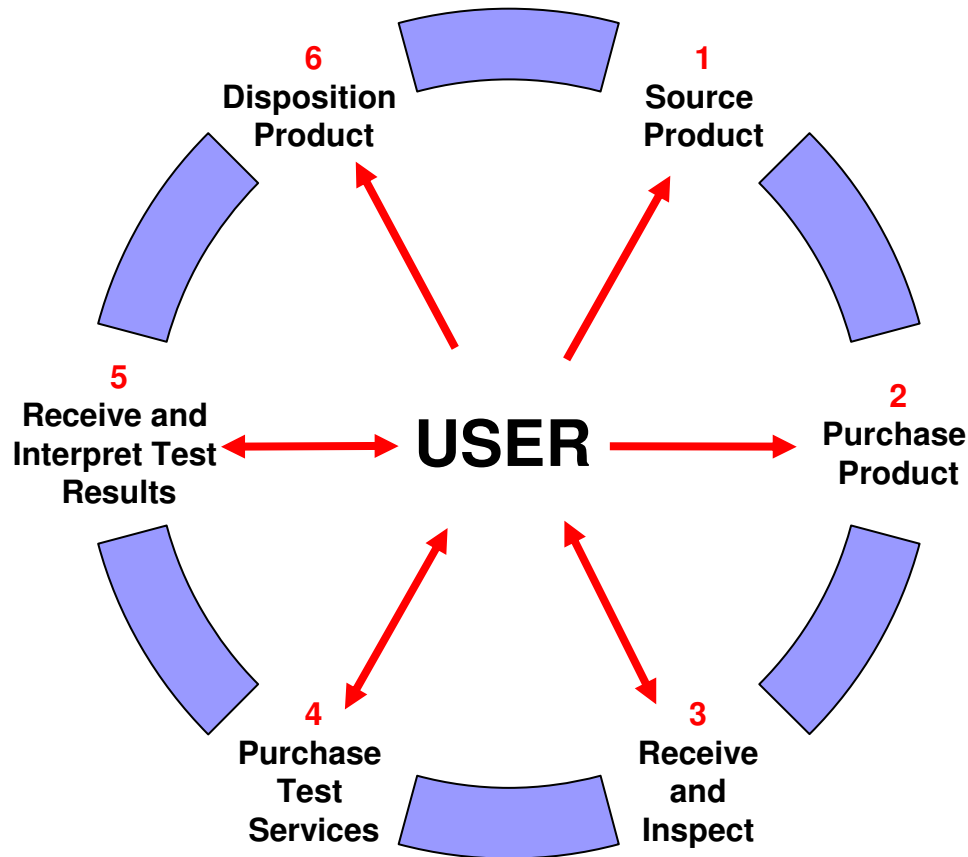 1
Source
Product
2
Purchase
Product
3
Receive
and
Inspect
4
Purchase
Test
Services
5
Receive and
Interpret Test
Results
6
Disposition
Product
USER